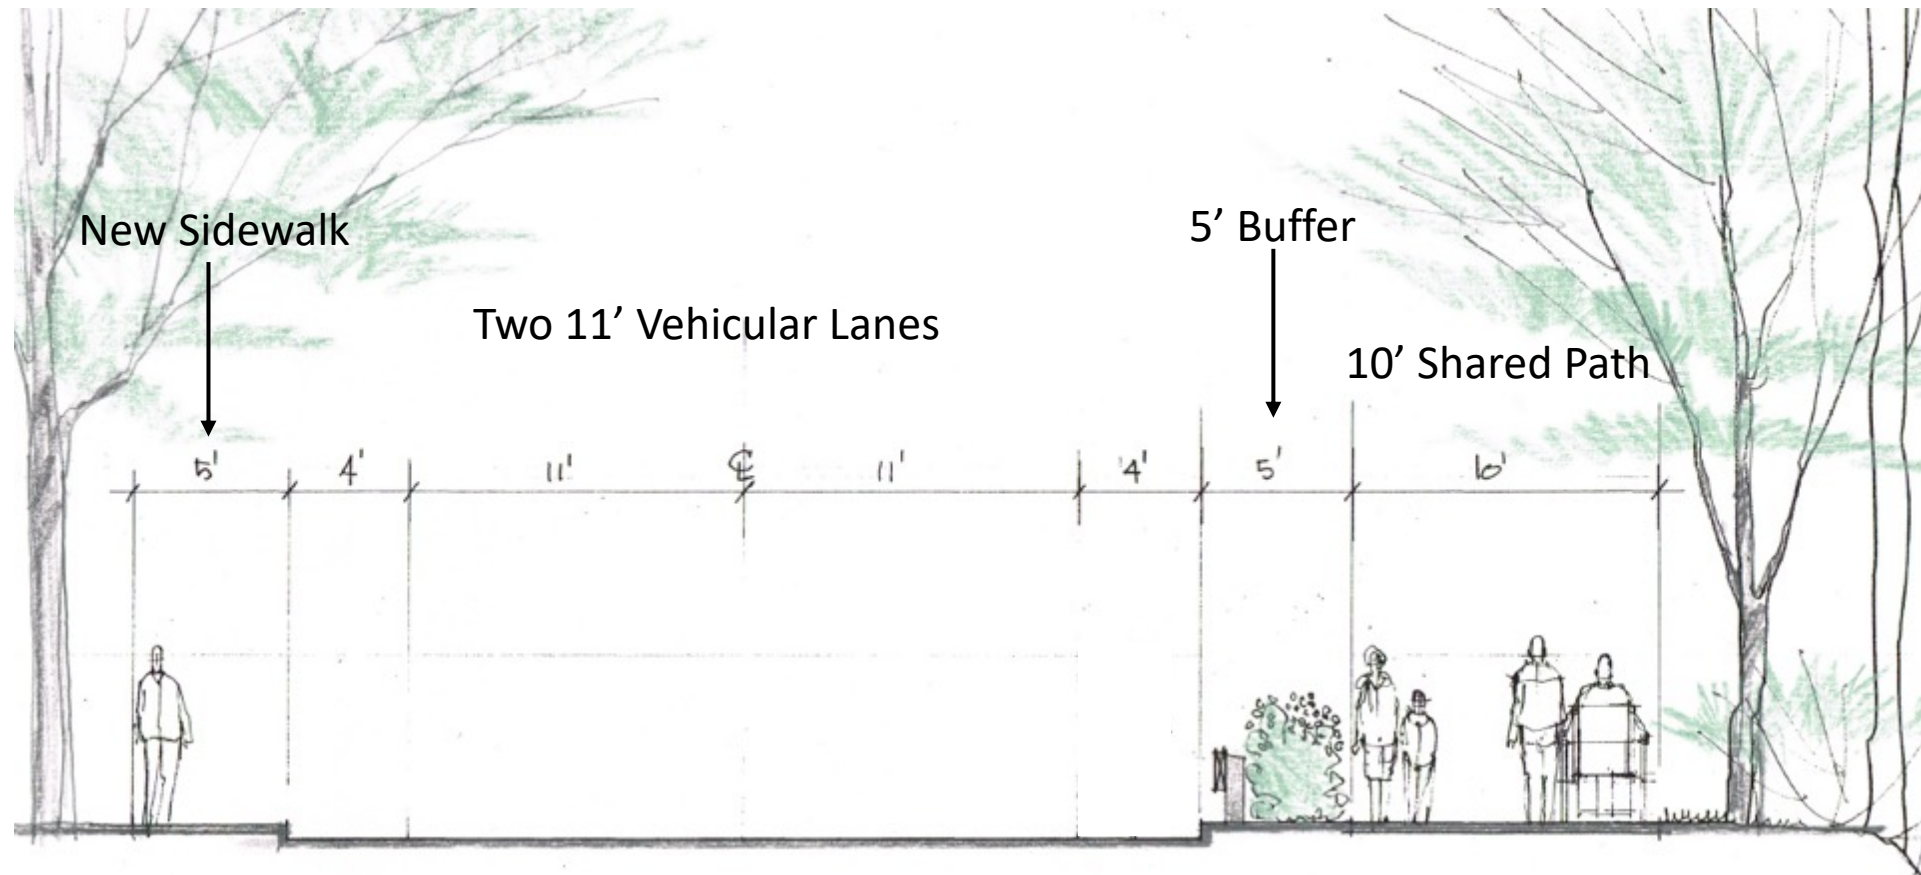 New Sidewalk
5’ Buffer
Two 11’ Vehicular Lanes
10’ Shared Path
5' 4' 11' ℄ 11' 4' 5' 10'